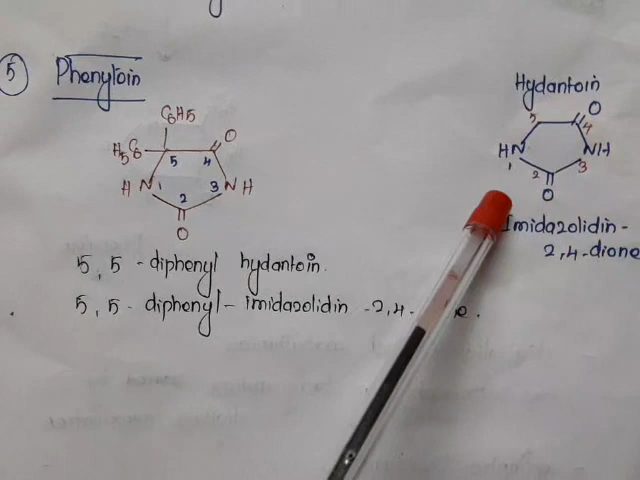 5 Phenytoin
C6H5
H5C6
O
5
4
H N 1
3 N H
2
O
5, 5 - diphenyl hydantoin.
5, 5 - diphenyl - imidazolidin - 2,4 -
Hydantoin
5
O
4
HN
NH
1
2
3
O
Imidazolidin -
2,4-dione